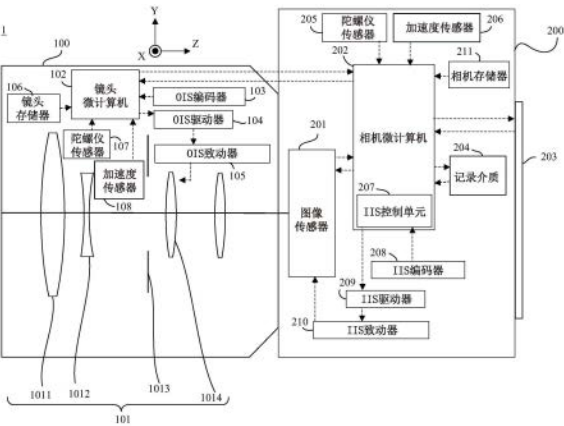 1
Y
X
Z
100
102
镜头
微计算机
106
镜头
存储器
陀螺仪
传感器
107
加速度
传感器
108
OIS编码器
103
OIS驱动器
104
OIS致动器
105
1011
1012
1013
1014
101
200
205
陀螺仪
传感器
加速度传感器
206
202
相机微计算机
211
相机存储器
201
图像
传感器
204
记录介质
203
207
IIS控制单元
208
IIS编码器
209
IIS驱动器
210
IIS致动器